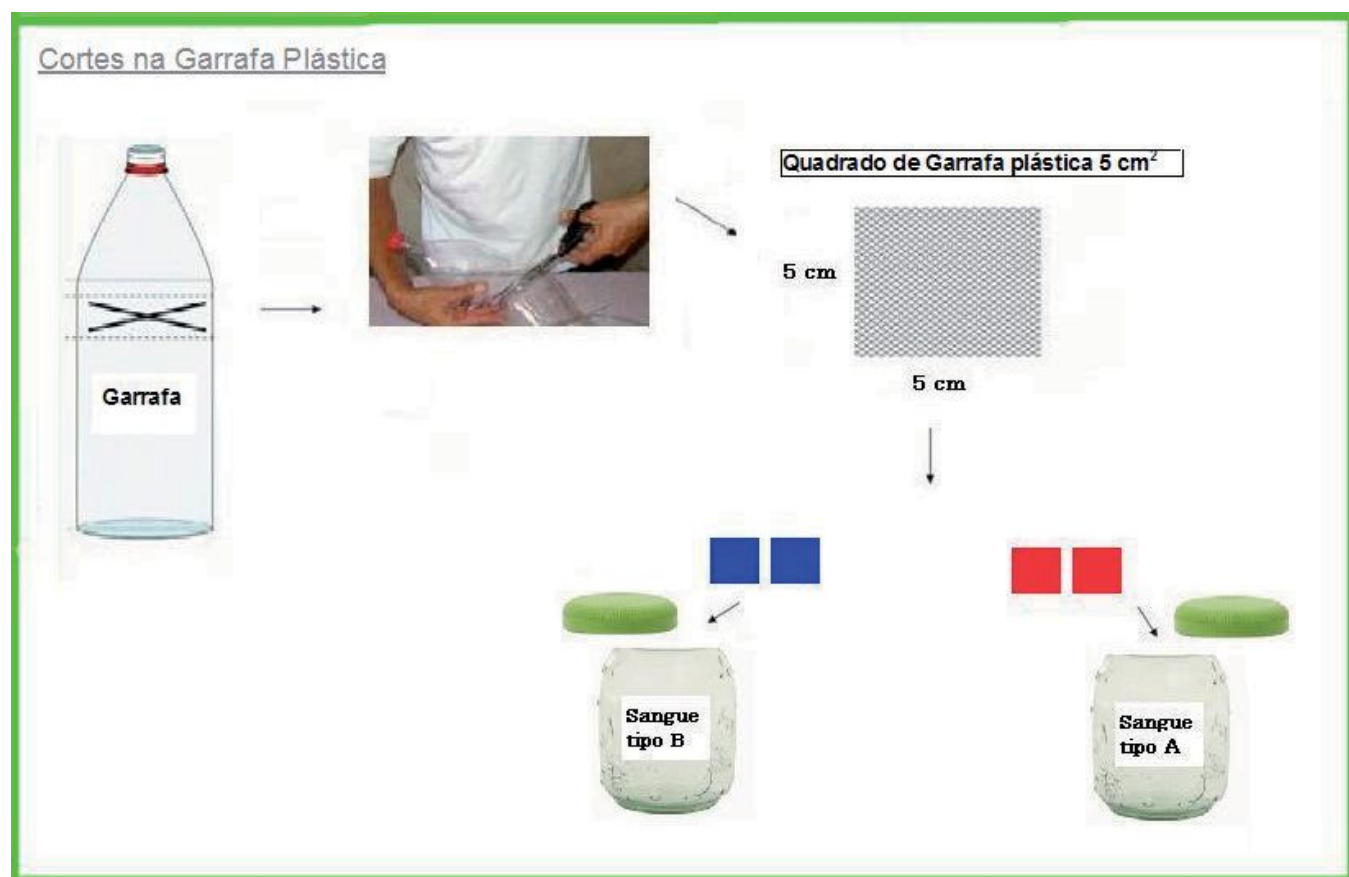 Cortes na Garrafa Plástica
Quadrado de Garrafa plástica 5 cm²
5 cm
5 cm
Garrafa
Sangue
tipo B
Sangue
tipo A